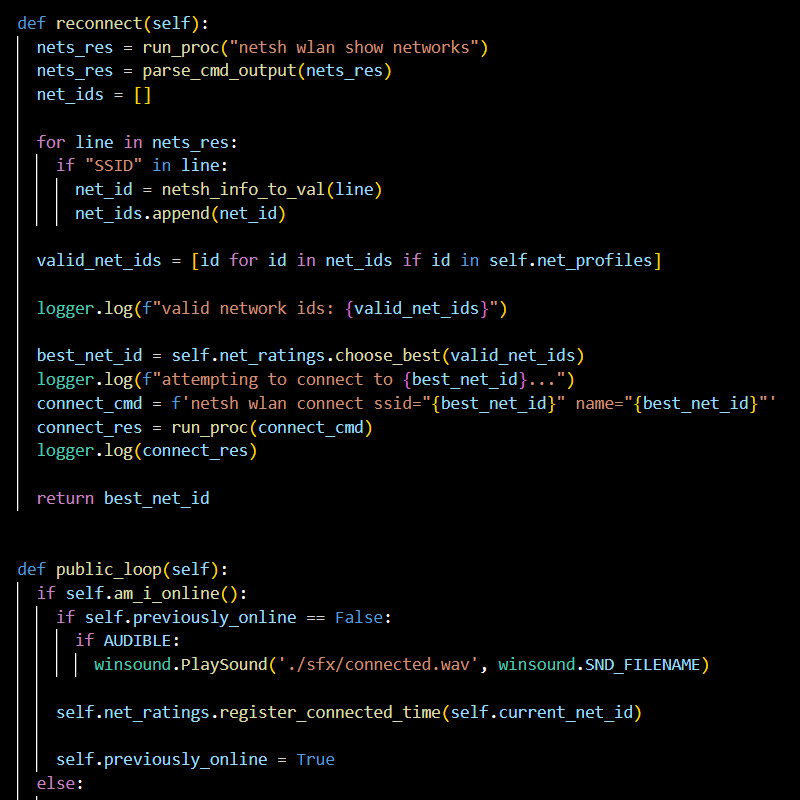 def reconnect(self):
nets_res = run_proc("netsh wlan show networks")
nets_res = parse_cmd_output(nets_res)
net_ids = []
for line in nets_res:
if "SSID" in line:
net_id = netsh_info_to_val(line)
net_ids.append(net_id)
valid_net_ids = [id for id in net_ids if id in self.net_profiles]
logger.log(f"valid network ids: {valid_net_ids}")
best_net_id = self.net_ratings.choose_best(valid_net_ids)
logger.log(f"attempting to connect to {best_net_id}...")
connect_cmd = f'netsh wlan connect ssid="{best_net_id}" name="{best_net_id}"'
connect_res = run_proc(connect_cmd)
logger.log(connect_res)
return best_net_id
def public_loop(self):
if self.am_i_online():
if self.previously_online == False:
if AUDIBLE:
winsound.PlaySound('./sfx/connected.wav', winsound.SND_FILENAME)
self.net_ratings.register_connected_time(self.current_net_id)
self.previously_online = True
else: